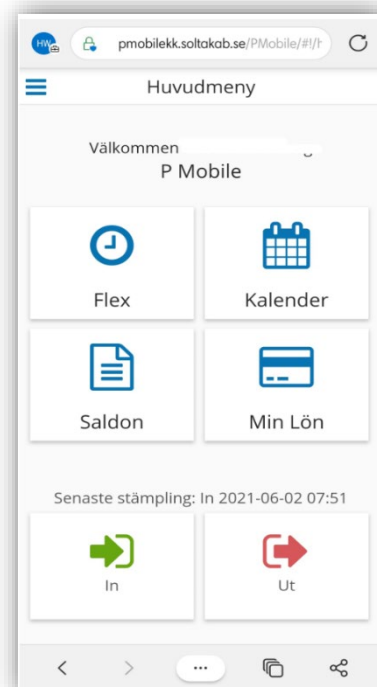 HW
pmobilekk.soltakab.se/PMobile/#!/h
Huvudmeny
Välkommen
P Mobile
Flex
Kalender
Saldon
Min Lön
Senaste stämpling: In 2021-06-02 07:51
In
Ut